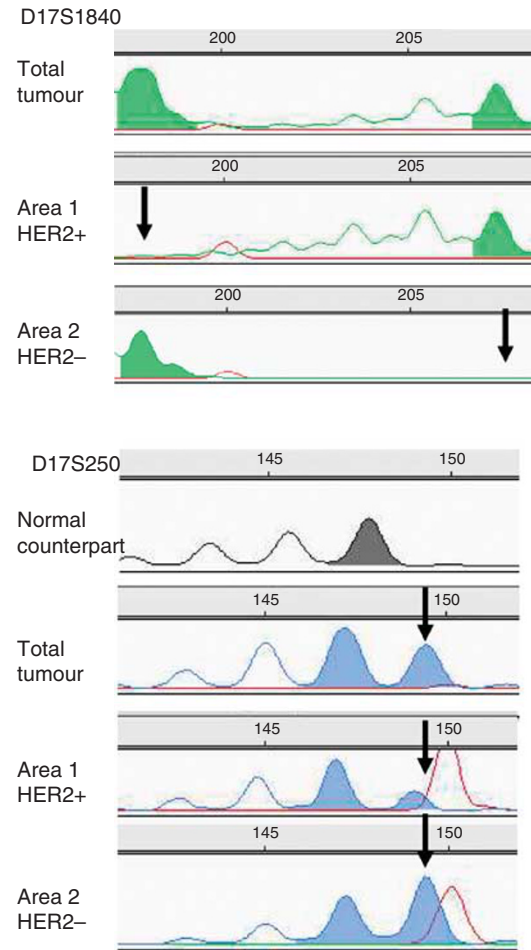 D17S1840
200 205
Total
tumour
200 205
Area 1
HER2+
200 205
Area 2
HER2–
D17S250
145 150
Normal
counterpart
145 150
Total
tumour
145 150
Area 1
HER2+
145 150
Area 2
HER2–